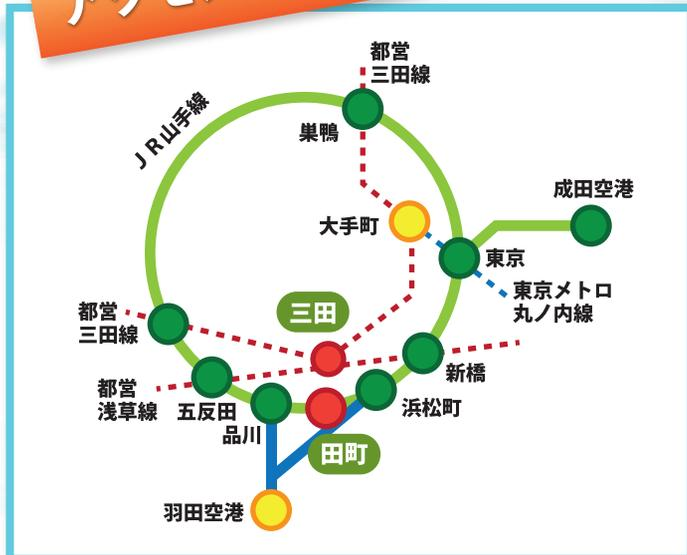 都営
三田線
JR山手線
巣鴨
成田空港
大手町
東京
東京メトロ
丸ノ内線
都営
三田線
三田
新橋
都営
浅草線
五反田
浜松町
品川
田町
羽田空港